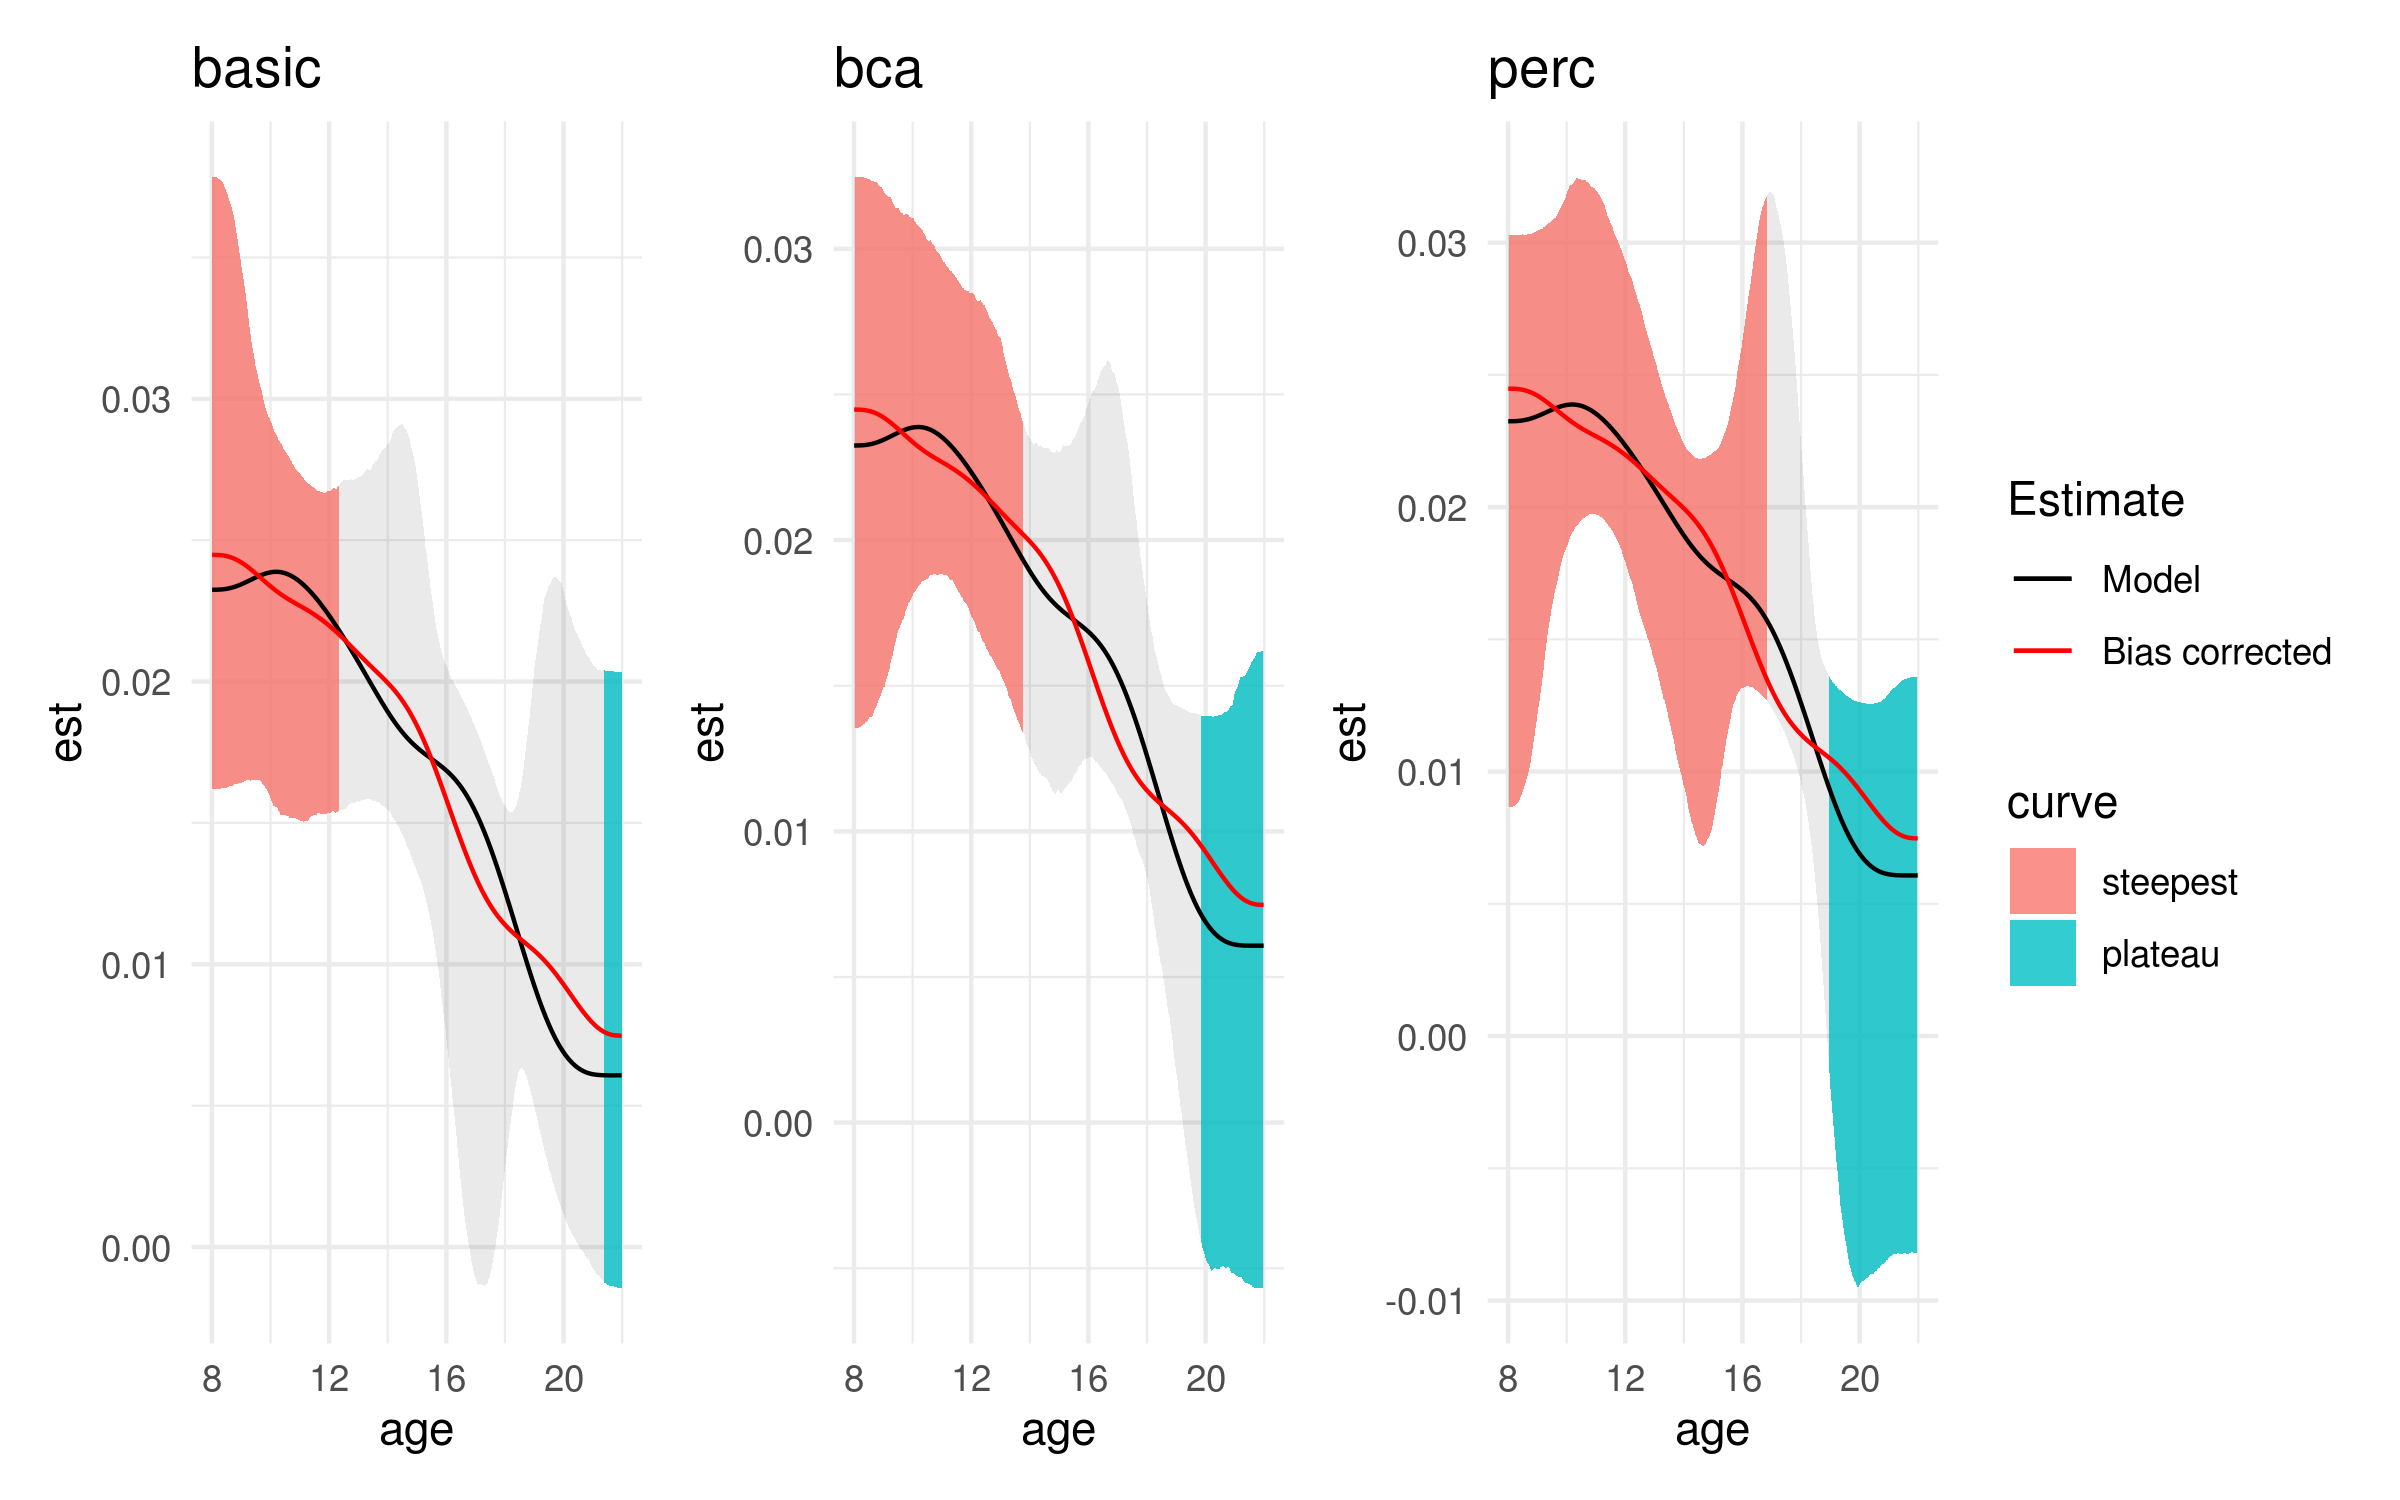 basic
bca
perc
0.03
0.02
0.01
0.00
est
8 12 16 20
age
0.03
0.02
0.01
0.00
est
8 12 16 20
age
0.03
0.02
0.01
0.00
-0.01
est
8 12 16 20
age
Estimate
Model
Bias corrected
curve
steepest
plateau